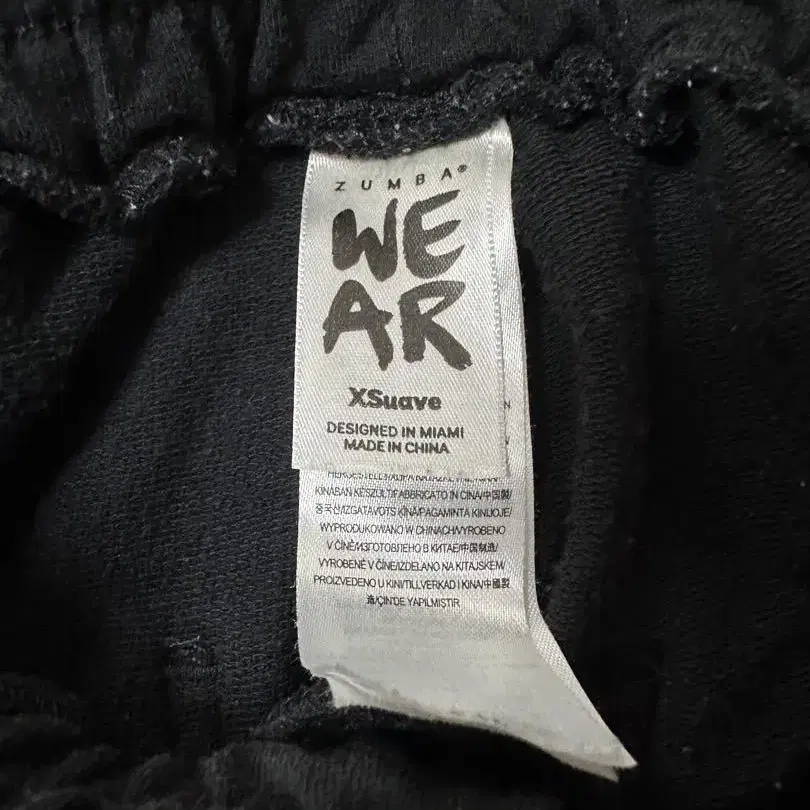 ZUMBA®
WE
AR
XSuave
DESIGNED IN MIAMI
MADE IN CHINA
KINÁBAN KÉSZÜLT/FABBRICATO IN CINA/中国製/
중국산/IZGATAVOTS ĶĪNĀ/PAGAMINTA KINIJOJE/
WYPRODUKOWANO W CHINACH/VYROBENO
V ČÍNĚ/ИЗГОТОВЛЕНО В КИТАЕ/中国制造/
VYROBENÉ V ČÍNE/IZDELANO NA KITAJSKEM/
PROIZVEDENO U KINI/TILLVERKAD I KINA/中國製
造/ÇİN'DE YAPILMIŞTIR